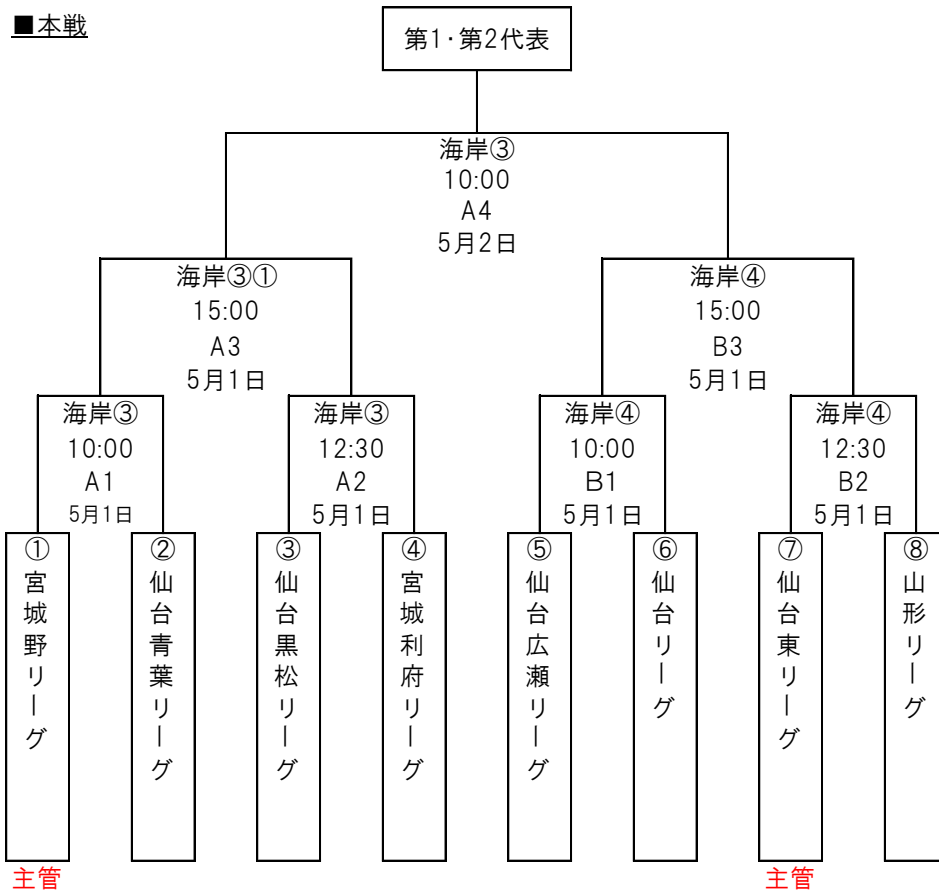 ■本戦
第1・第2代表
海岸③
10:00
A4
5月2日
海岸③①
15:00
A3
5月1日
海岸④
15:00
B3
5月1日
海岸③
10:00
A1
5月1日
海岸③
12:30
A2
5月1日
海岸④
10:00
B1
5月1日
海岸④
12:30
B2
5月1日
①宮城野リーグ
②仙台青葉リーグ
③仙台黒松リーグ
④宮城利府リーグ
⑤仙台広瀬リーグ
⑥仙台リーグ
⑦仙台東リーグ
⑧山形リーグ
主管
主管